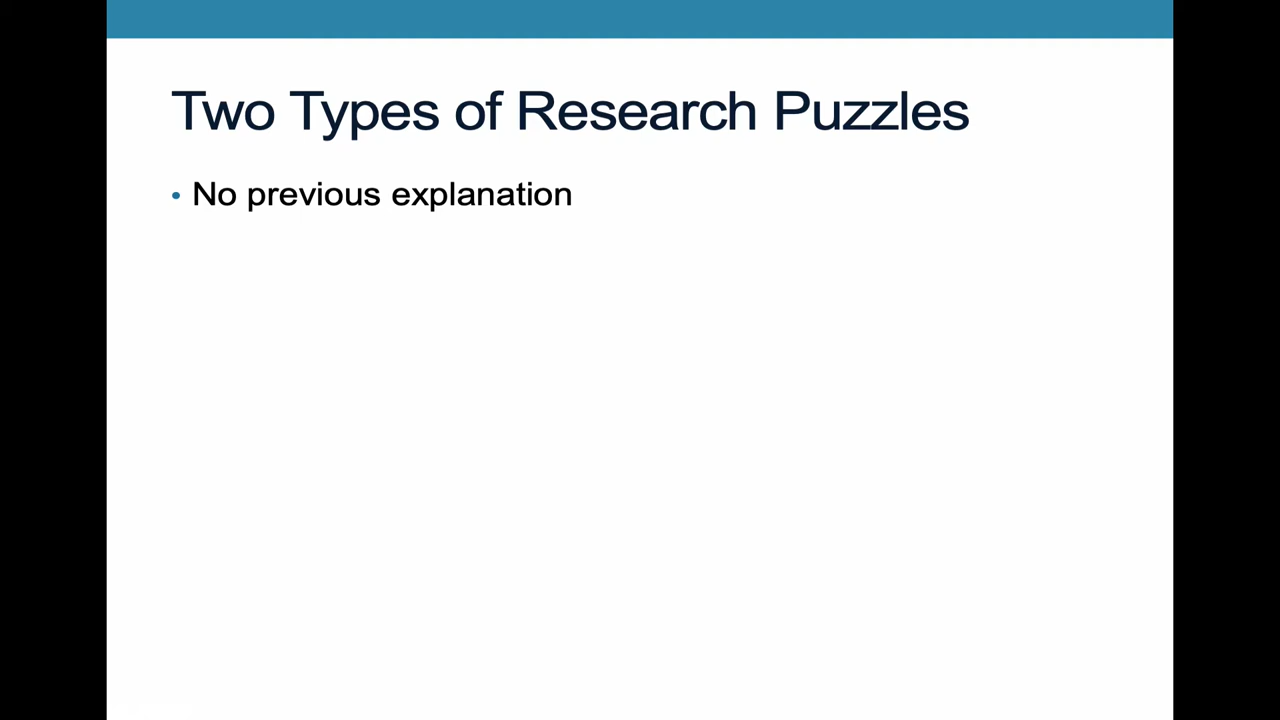 Two Types of Research Puzzles
• No previous explanation